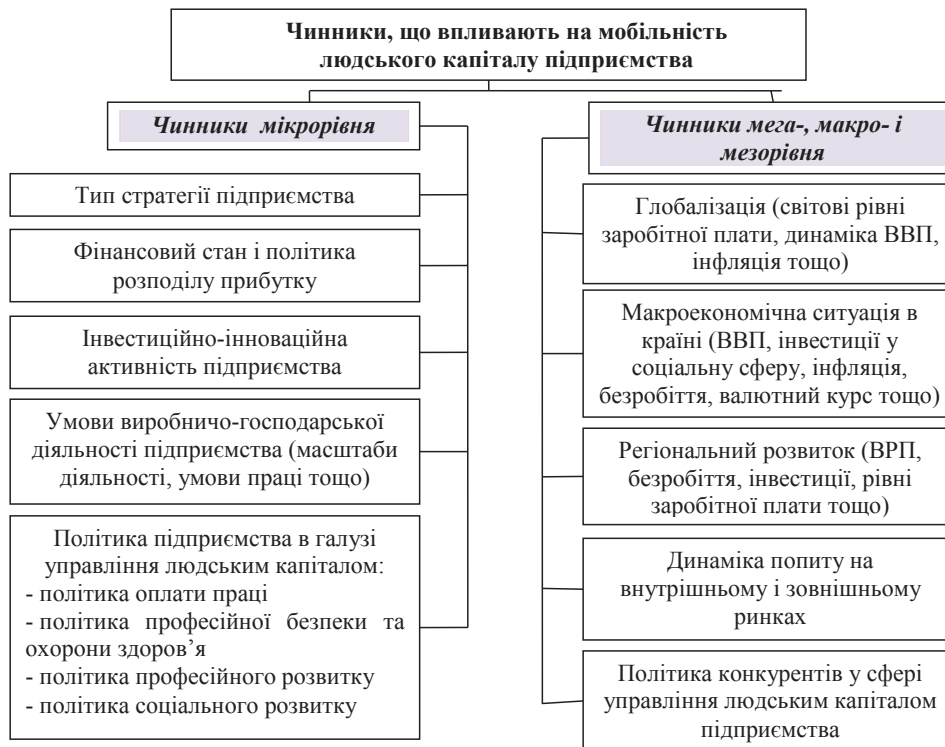 Чинники, що впливають на мобільність
людського капіталу підприємства
Чинники мікрорівня
Тип стратегії підприємства
Фінансовий стан і політика
розподілу прибутку
Інвестиційно-інноваційна
активність підприємства
Умови виробничо-господарської
діяльності підприємства (масштаби
діяльності, умови праці тощо)
Політика підприємства в галузі
управління людським капіталом:
- політика оплати праці
- політика професійної безпеки та
охорони здоров’я
- політика професійного розвитку
- політика соціального розвитку
Чинники мега-, макро- і
мезорівня
Глобалізація (світові рівні
заробітної плати, динаміка ВВП,
інфляція тощо)
Макроекономічна ситуація в
країні (ВВП, інвестиції у
соціальну сферу, інфляція,
безробіття, валютний курс тощо)
Регіональний розвиток (ВРП,
безробіття, інвестиції, рівні
заробітної плати тощо)
Динаміка попиту на
внутрішньому і зовнішньому
ринках
Політика конкурентів у сфері
управління людським капіталом
підприємства